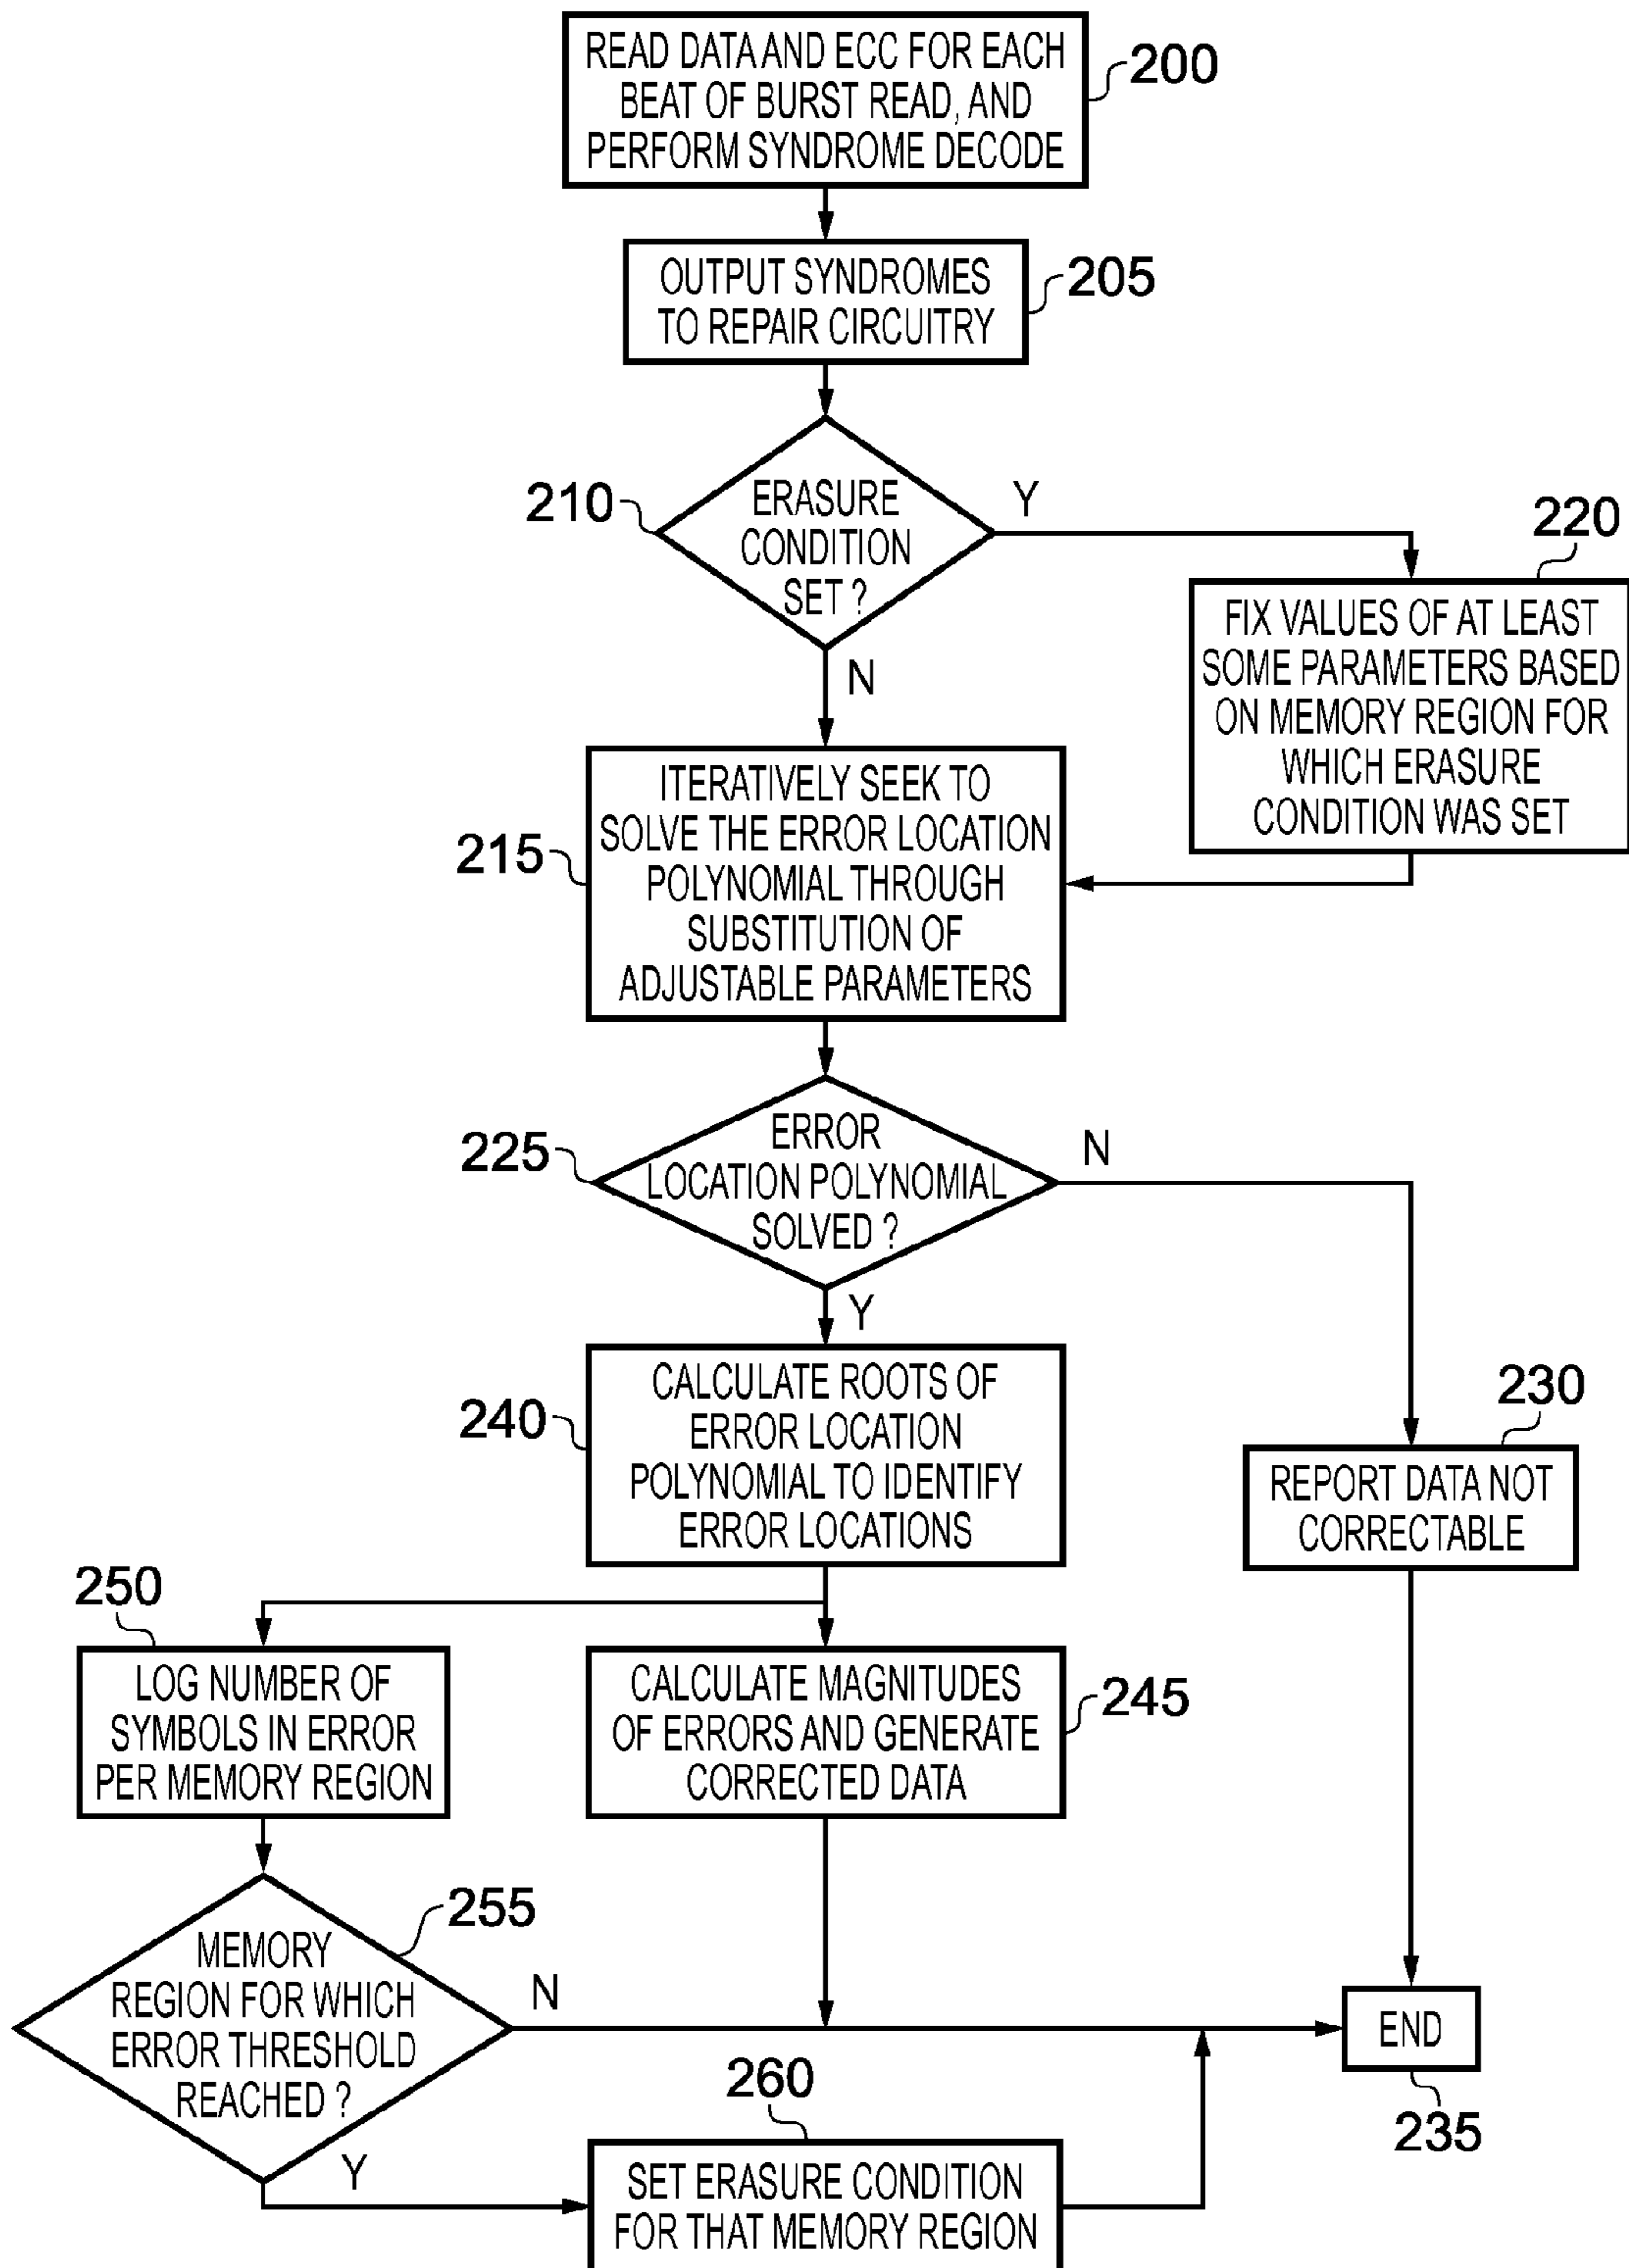 READ DATA AND ECC FOR EACH
BEAT OF BURST READ, AND
PERFORM SYNDROME DECODE
200
OUTPUT SYNDROMES
TO REPAIR CIRCUITRY
205
210
ERASURE
CONDITION
SET ?
Y
N
220
FIX VALUES OF AT LEAST
SOME PARAMETERS BASED
ON MEMORY REGION FOR
WHICH ERASURE
CONDITION WAS SET
215
ITERATIVELY SEEK TO
SOLVE THE ERROR LOCATION
POLYNOMIAL THROUGH
SUBSTITUTION OF
ADJUSTABLE PARAMETERS
225
ERROR
LOCATION POLYNOMIAL
SOLVED ?
N
Y
240
CALCULATE ROOTS OF
ERROR LOCATION
POLYNOMIAL TO IDENTIFY
ERROR LOCATIONS
230
REPORT DATA NOT
CORRECTABLE
250
LOG NUMBER OF
SYMBOLS IN ERROR
PER MEMORY REGION
CALCULATE MAGNITUDES
OF ERRORS AND GENERATE
CORRECTED DATA
245
255
MEMORY
REGION FOR WHICH
ERROR THRESHOLD
REACHED ?
N
Y
END
235
260
SET ERASURE CONDITION
FOR THAT MEMORY REGION